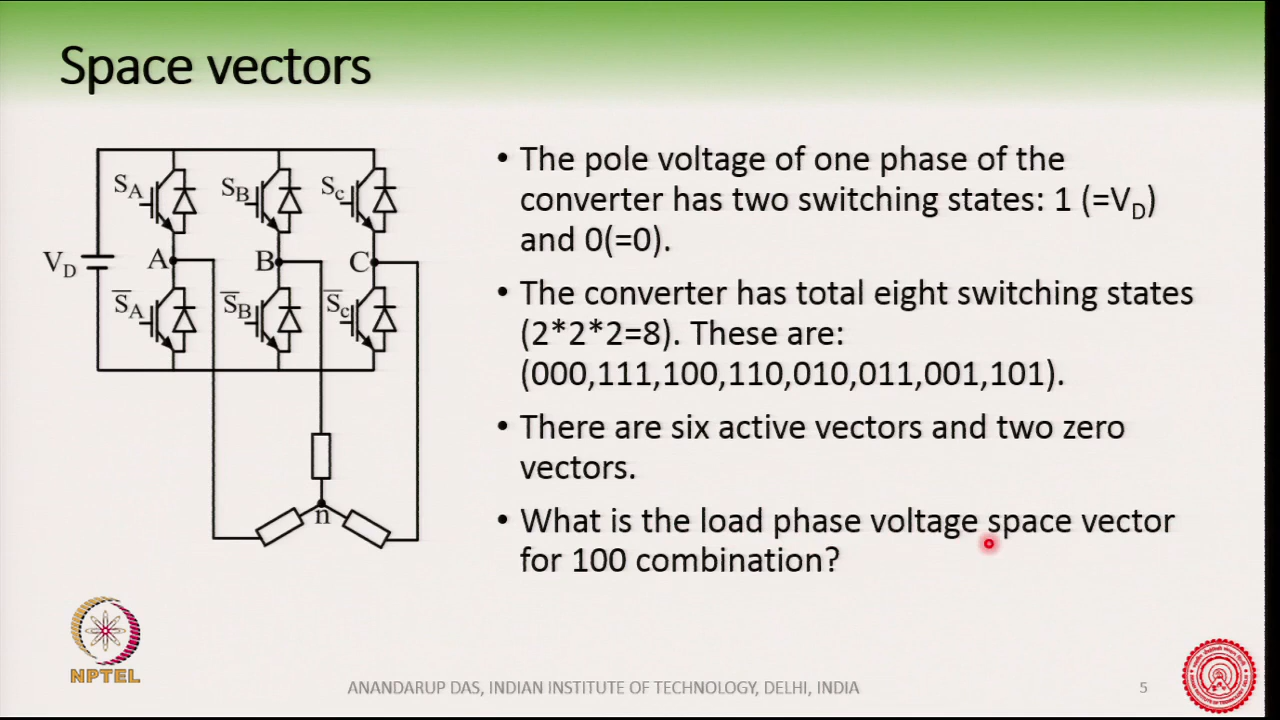 Space vectors
S_A
S_B
S_c
V_D
A
B
C
S̅_A
S̅_B
S̅_c
n
• The pole voltage of one phase of the
converter has two switching states: 1 (=V_D)
and 0(=0).
• The converter has total eight switching states
(2*2*2=8). These are:
(000,111,100,110,010,011,001,101).
• There are six active vectors and two zero
vectors.
• What is the load phase voltage space vector
for 100 combination?
NPTEL
ANANDARUP DAS, INDIAN INSTITUTE OF TECHNOLOGY, DELHI, INDIA
5